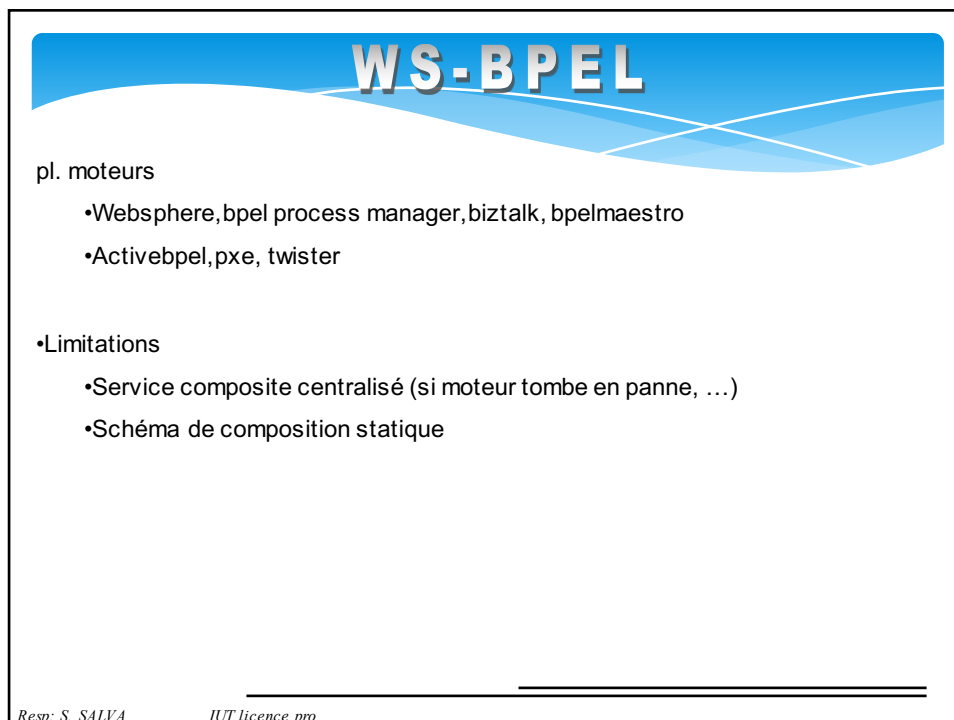 WS-BPEL
pl. moteurs
•Websphere,bpel process manager,biztalk, bpelmaestro
•Activebpel,pxe, twister
•Limitations
•Service composite centralisé (si moteur tombe en panne, …)
•Schéma de composition statique
Resp: S. SALVA IUT licence pro